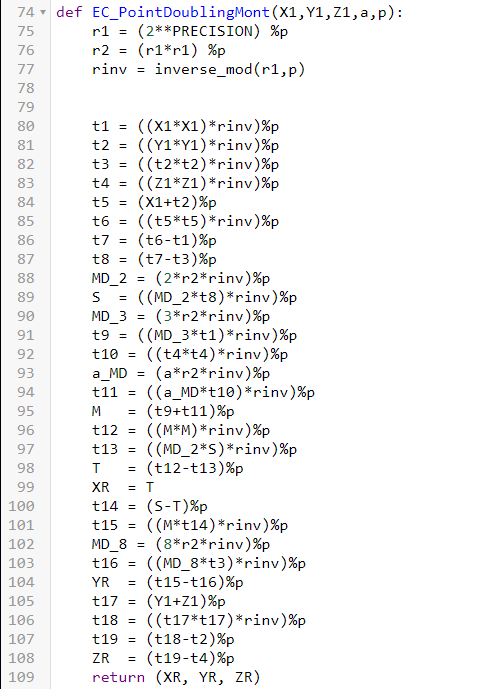 74 def EC_PointDoublingMont(X1,Y1,Z1,a,p):
75     r1 = (2**PRECISION) %p
76     r2 = (r1*r1) %p
77     rinv = inverse_mod(r1,p)
78
79
80     t1 = ((X1*X1)*rinv)%p
81     t2 = ((Y1*Y1)*rinv)%p
82     t3 = ((t2*t2)*rinv)%p
83     t4 = ((Z1*Z1)*rinv)%p
84     t5 = (X1+t2)%p
85     t6 = ((t5*t5)*rinv)%p
86     t7 = (t6-t1)%p
87     t8 = (t7-t3)%p
88     MD_2 = (2*r2*rinv)%p
89     S  = ((MD_2*t8)*rinv)%p
90     MD_3 = (3*r2*rinv)%p
91     t9 = ((MD_3*t1)*rinv)%p
92     t10 = ((t4*t4)*rinv)%p
93     a_MD = (a*r2*rinv)%p
94     t11 = ((a_MD*t10)*rinv)%p
95     M   = (t9+t11)%p
96     t12 = ((M*M)*rinv)%p
97     t13 = ((MD_2*S)*rinv)%p
98     T   = (t12-t13)%p
99     XR  = T
100     t14 = (S-T)%p
101     t15 = ((M*t14)*rinv)%p
102     MD_8 = (8*r2*rinv)%p
103     t16 = ((MD_8*t3)*rinv)%p
104     YR  = (t15-t16)%p
105     t17 = (Y1+Z1)%p
106     t18 = ((t17*t17)*rinv)%p
107     t19 = (t18-t2)%p
108     ZR  = (t19-t4)%p
109     return (XR, YR, ZR)